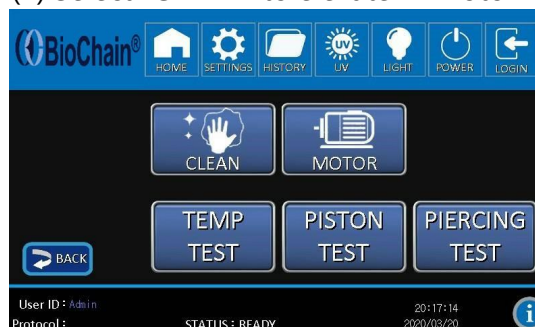 BioChain®
HOME SETTINGS HISTORY UV LIGHT POWER LOGIN
CLEAN MOTOR
TEMP TEST
PISTON TEST
PIERCING TEST
BACK
User ID : Admin
20:17:14
Protocol :
STATUS : READY
2020/03/20